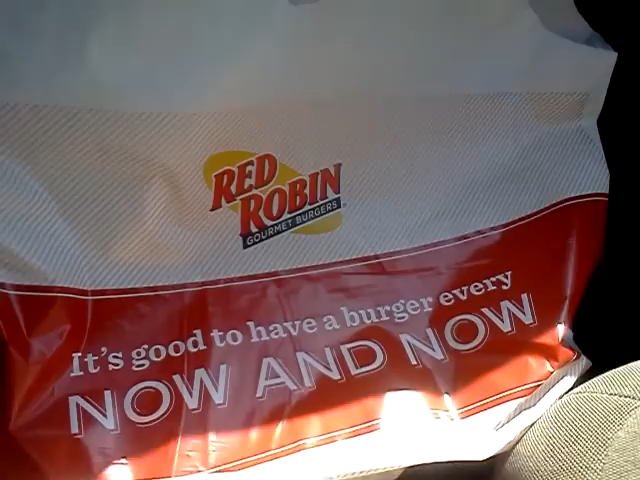 RED
ROBIN
GOURMET BURGERS
It's good to have a burger every
NOW AND NOW